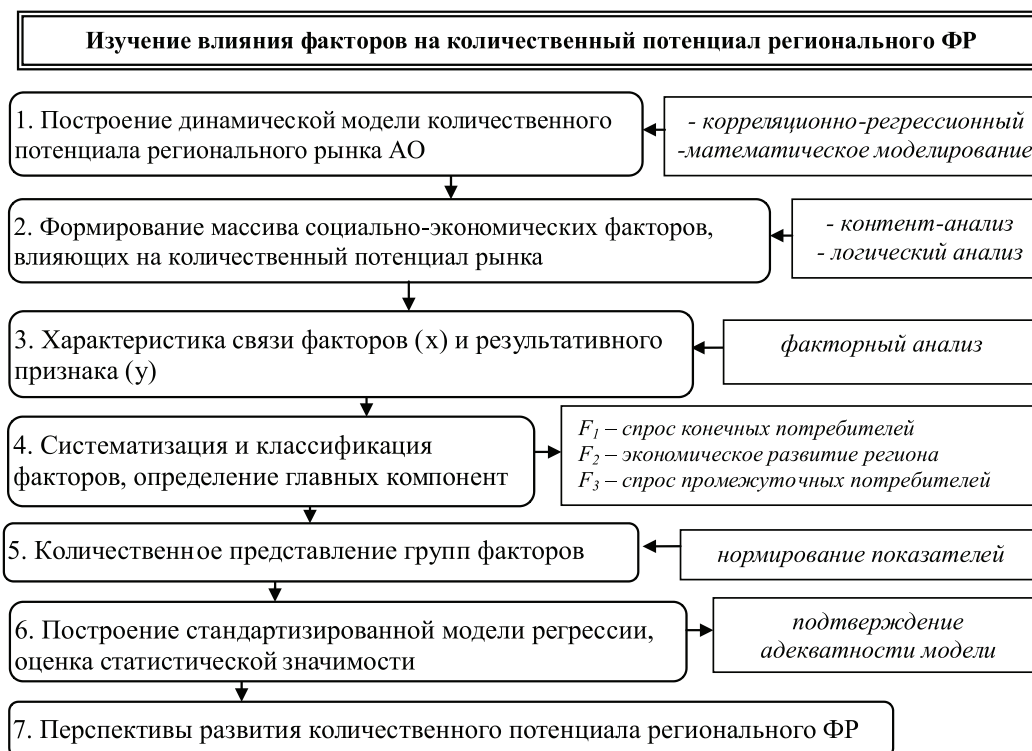 Изучение влияния факторов на количественный потенциал регионального ФР
1. Построение динамической модели количественного
потенциала регионального рынка АО
- корреляционно-регрессионный
-математическое моделирование
2. Формирование массива социально-экономических факторов,
влияющих на количественный потенциал рынка
- контент-анализ
- логический анализ
3. Характеристика связи факторов (x) и результативного
признака (y)
факторный анализ
4. Систематизация и классификация
факторов, определение главных компонент
F₁ – спрос конечных потребителей
F₂ – экономическое развитие региона
F₃ – спрос промежуточных потребителей
5. Количественное представление групп факторов
нормирование показателей
6. Построение стандартизированной модели регрессии,
оценка статистической значимости
подтверждение
адекватности модели
7. Перспективы развития количественного потенциала регионального ФР